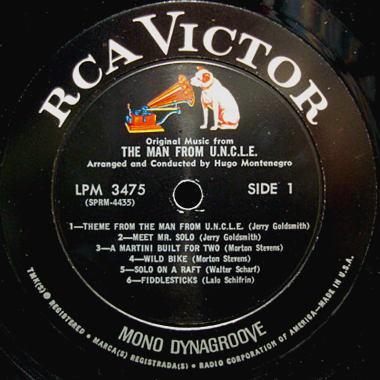 RCA VICTOR
Original Music from
THE MAN FROM U.N.C.L.E.
Arranged and Conducted by Hugo Montenegro
LPM 3475
(SPRM-4435)
SIDE 1
1—THEME FROM THE MAN FROM U.N.C.L.E. (Jerry Goldsmith)
2—MEET MR. SOLO (Jerry Goldsmith)
3—A MARTINI BUILT FOR TWO (Morton Stevens)
4—WILD BIKE (Morton Stevens)
5—SOLO ON A RAFT (Walter Scharf)
6—FIDDLESTICKS (Lalo Schifrin)
MONO DYNAGROOVE
TMK(S) ® REGISTERED • MARCA(S) REGISTRADA(S) • RADIO CORPORATION OF AMERICA—MADE IN U.S.A.